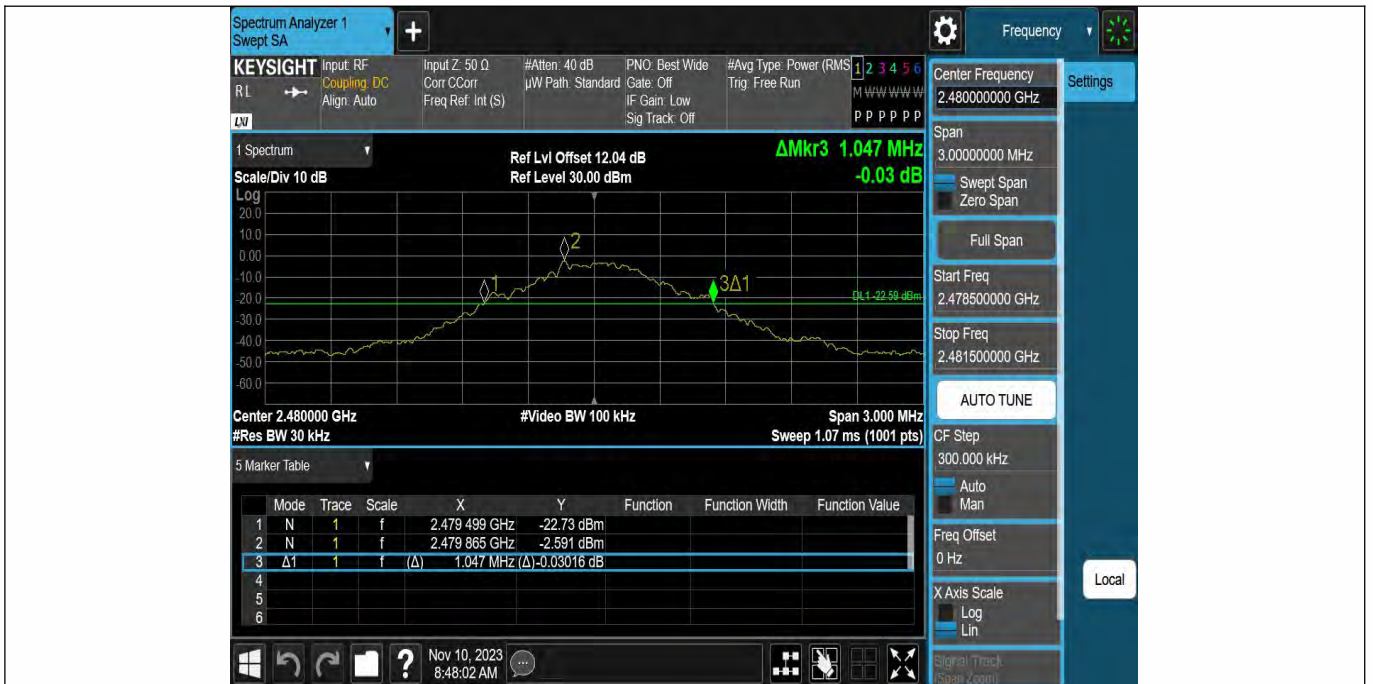 Spectrum Analyzer 1
Swept SA
+
Frequency
KEYSIGHT
R L
LXI
Input: RF
Coupling: DC
Align: Auto
Input Z: 50 Ω
Corr CCorr
Freq Ref: Int (S)
#Atten: 40 dB
µW Path: Standard
PNO: Best Wide
Gate: Off
IF Gain: Low
Sig Track: Off
#Avg Type: Power (RMS
Trig: Free Run
1 2 3 4 5 6
M W W W W W
P P P P P P
1 Spectrum
Scale/Div 10 dB
Ref Lvl Offset 12.04 dB
Ref Level 30.00 dBm
ΔMkr3 1.047 MHz
-0.03 dB
Log
20.0
10.0
0.00
-10.0
-20.0
-30.0
-40.0
-50.0
-60.0
1
2
3Δ1
DL1 -22.59 dBm
Center 2.480000 GHz
#Video BW 100 kHz
Span 3.000 MHz
#Res BW 30 kHz
Sweep 1.07 ms (1001 pts)
5 Marker Table
Mode Trace Scale X Y Function Function Width Function Value
1 N 1 f 2.479 499 GHz -22.73 dBm
2 N 1 f 2.479 865 GHz -2.591 dBm
3 Δ1 1 f (Δ) 1.047 MHz (Δ) -0.03016 dB
4
5
6
Nov 10, 2023
8:48:02 AM
Center Frequency
2.480000000 GHz
Span
3.00000000 MHz
Swept Span
Zero Span
Full Span
Start Freq
2.478500000 GHz
Stop Freq
2.481500000 GHz
AUTO TUNE
CF Step
300.000 kHz
Auto
Man
Freq Offset
0 Hz
X Axis Scale
Log
Lin
Signal Track
(Span Zoom)
Settings
Local